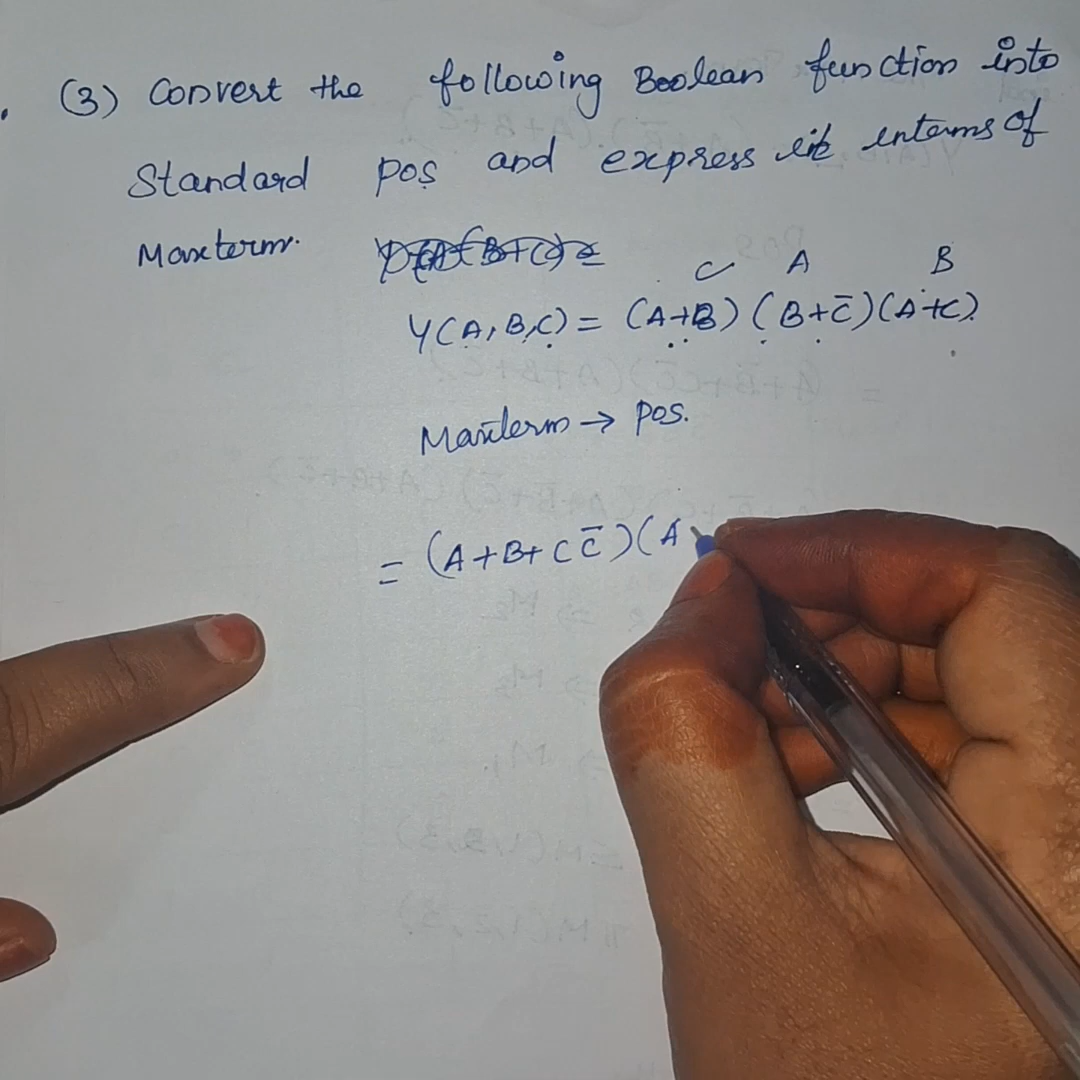 (3) Convert the following Boolean function into
Standard Pos and express it interms of
Maxterm.
C A B
Y(A,B,C) = (A+B)(B+C̅)(A+C).
Maxterm → Pos.
= (A+B+CC̅)(A